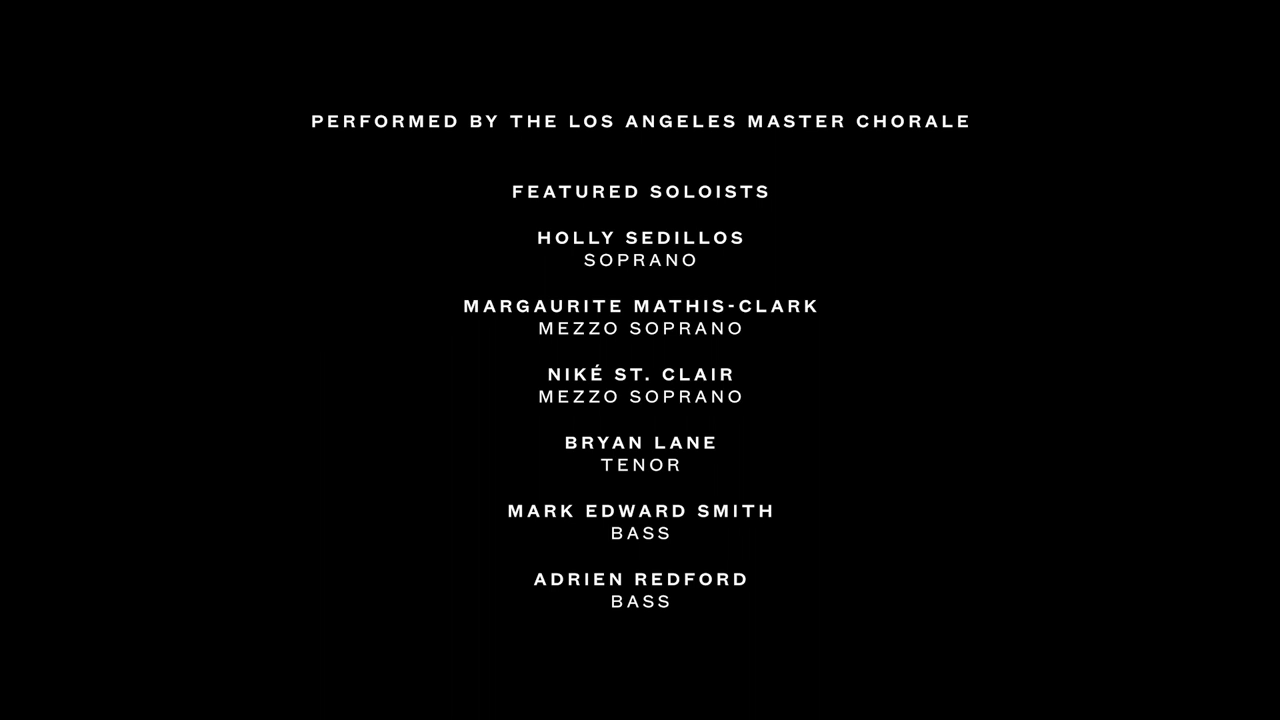 PERFORMED BY THE LOS ANGELES MASTER CHORALE
FEATURED SOLOISTS
HOLLY SEDILLOS
SOPRANO
MARGAURITE MATHIS-CLARK
MEZZO SOPRANO
NIKÉ ST. CLAIR
MEZZO SOPRANO
BRYAN LANE
TENOR
MARK EDWARD SMITH
BASS
ADRIEN REDFORD
BASS